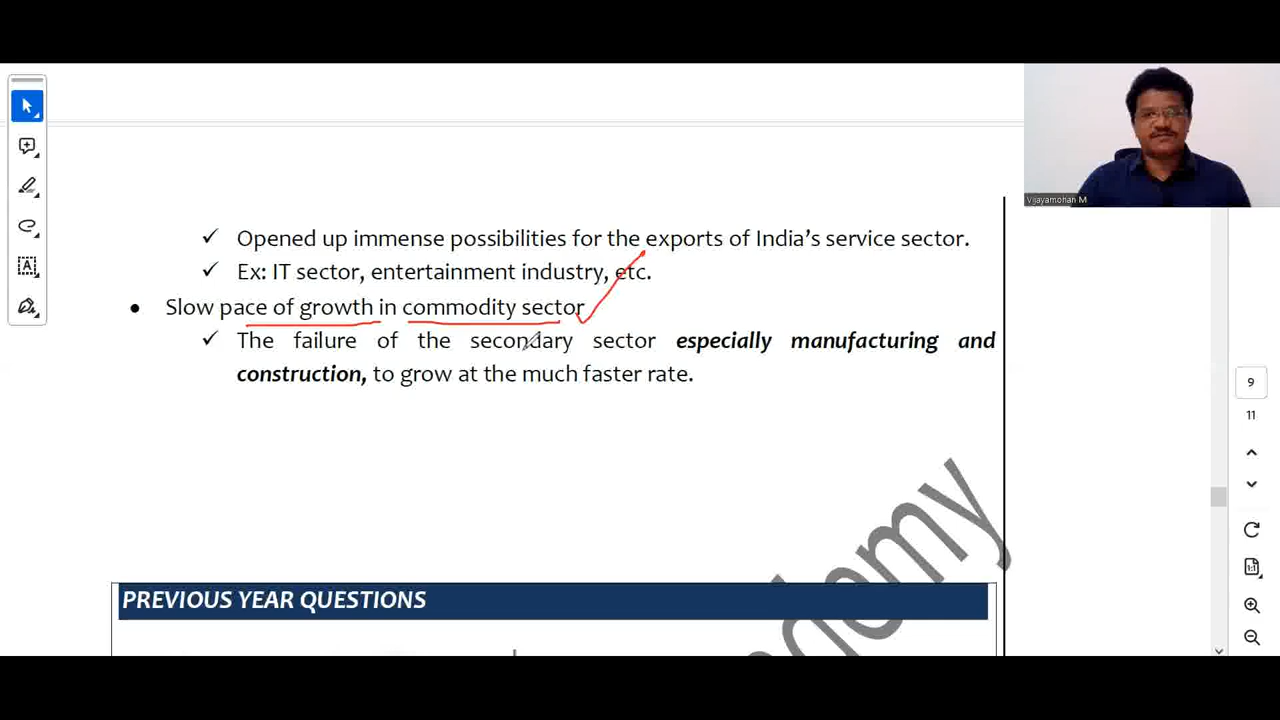 Vijayamohan M
✓ Opened up immense possibilities for the exports of India's service sector.
✓ Ex: IT sector, entertainment industry, etc.
• Slow pace of growth in commodity sector
✓ The failure of the secondary sector especially manufacturing and
construction, to grow at the much faster rate.
9
11
1:1
PREVIOUS YEAR QUESTIONS